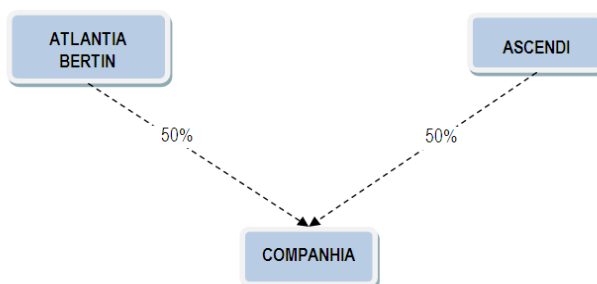 ATLANTIA
BERTIN
ASCENDI
50%
50%
COMPANHIA